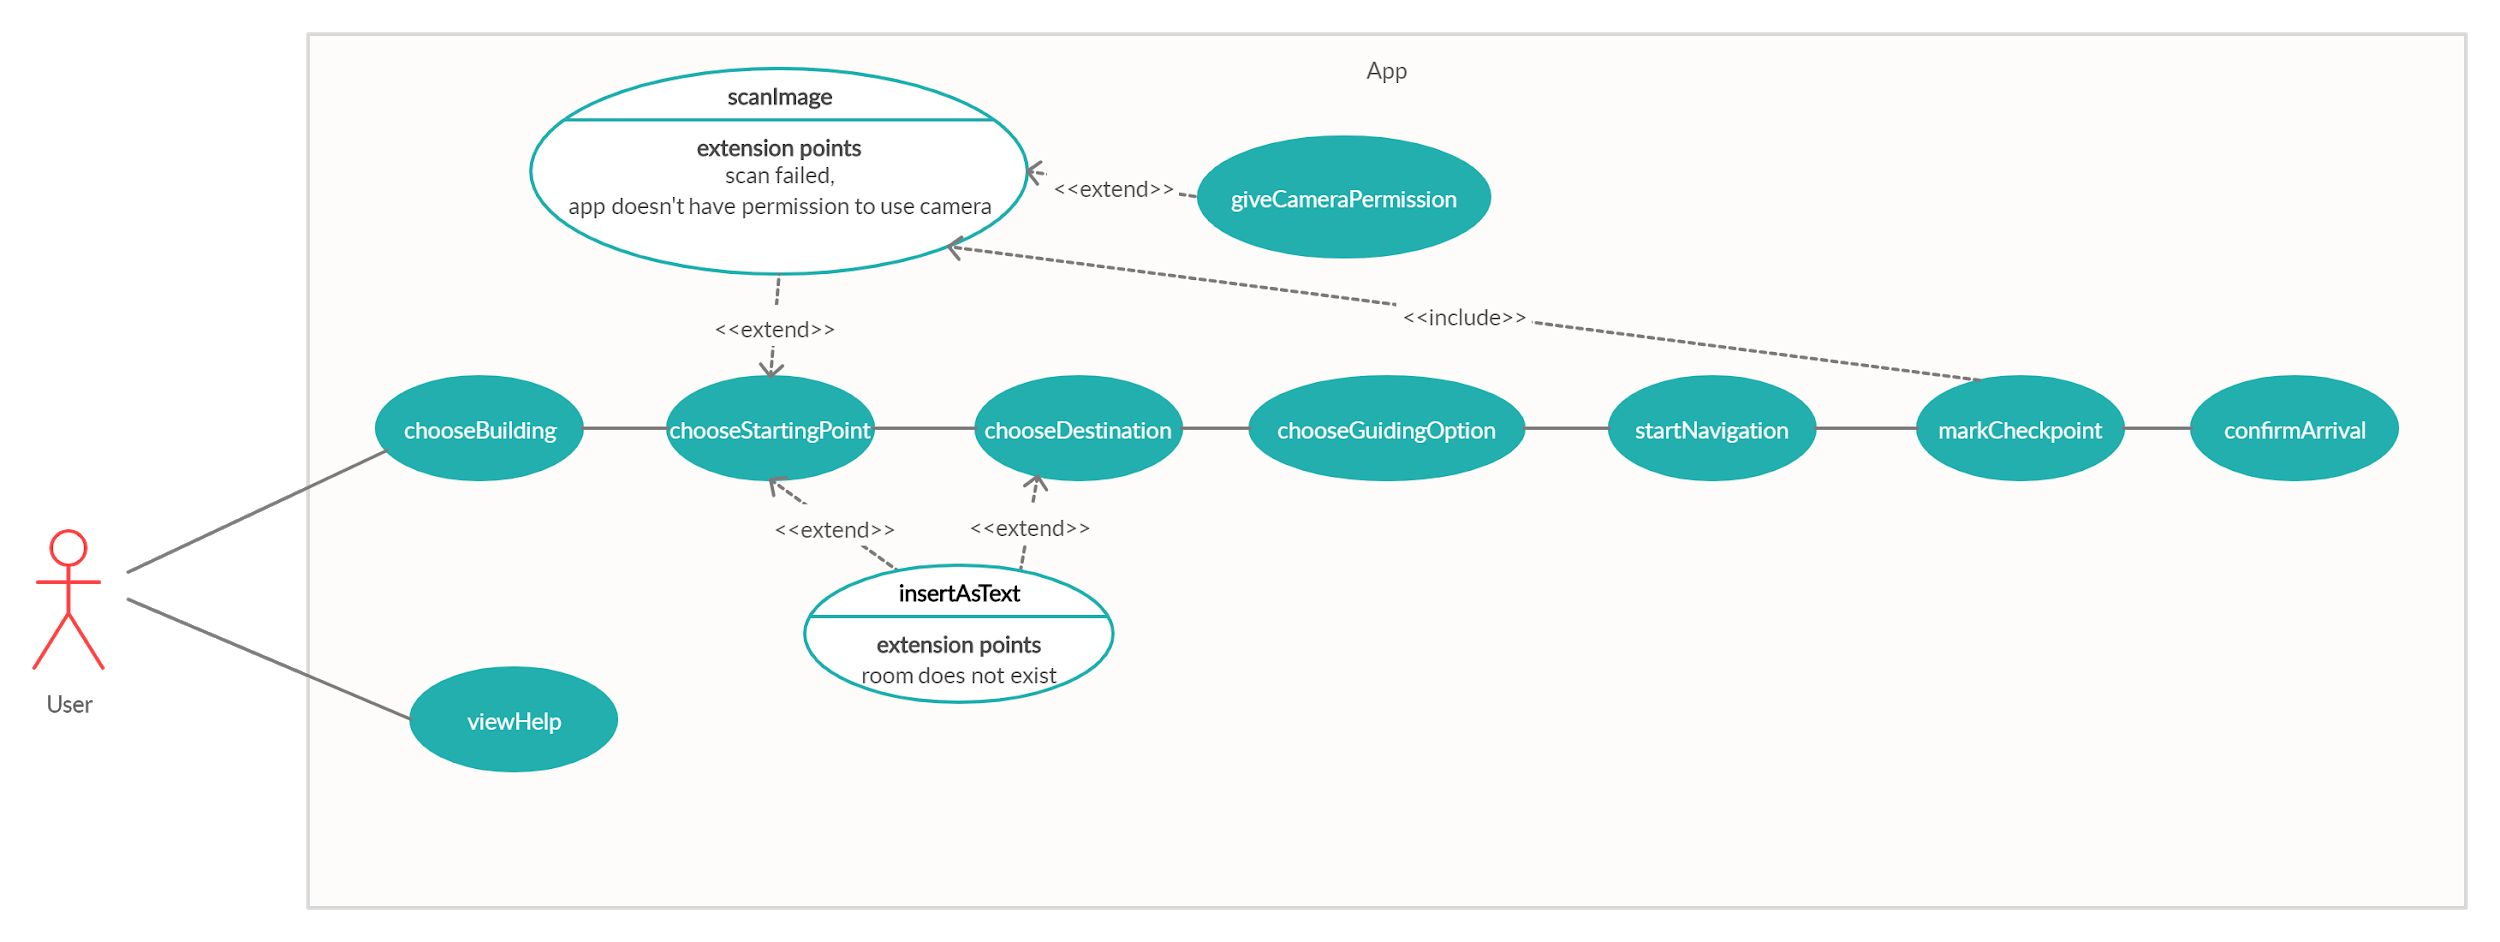 App
scanImage
extension points
scan failed,
app doesn't have permission to use camera
<<extend>>
giveCameraPermission
<<include>>
<<extend>>
chooseBuilding
chooseStartingPoint
chooseDestination
chooseGuidingOption
startNavigation
markCheckpoint
confirmArrival
<<extend>>
<<extend>>
insertAsText
extension points
room does not exist
User
viewHelp